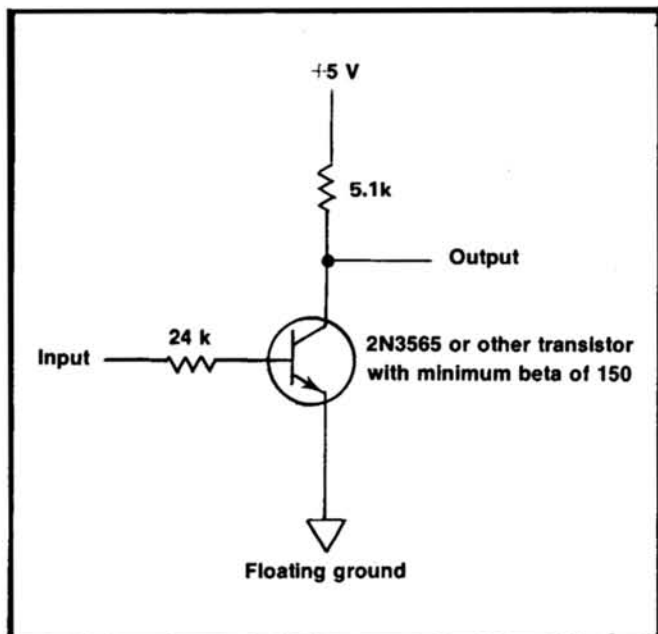 +5 V
5.1k
Output
24 k
Input
2N3565 or other transistor
with minimum beta of 150
Floating ground